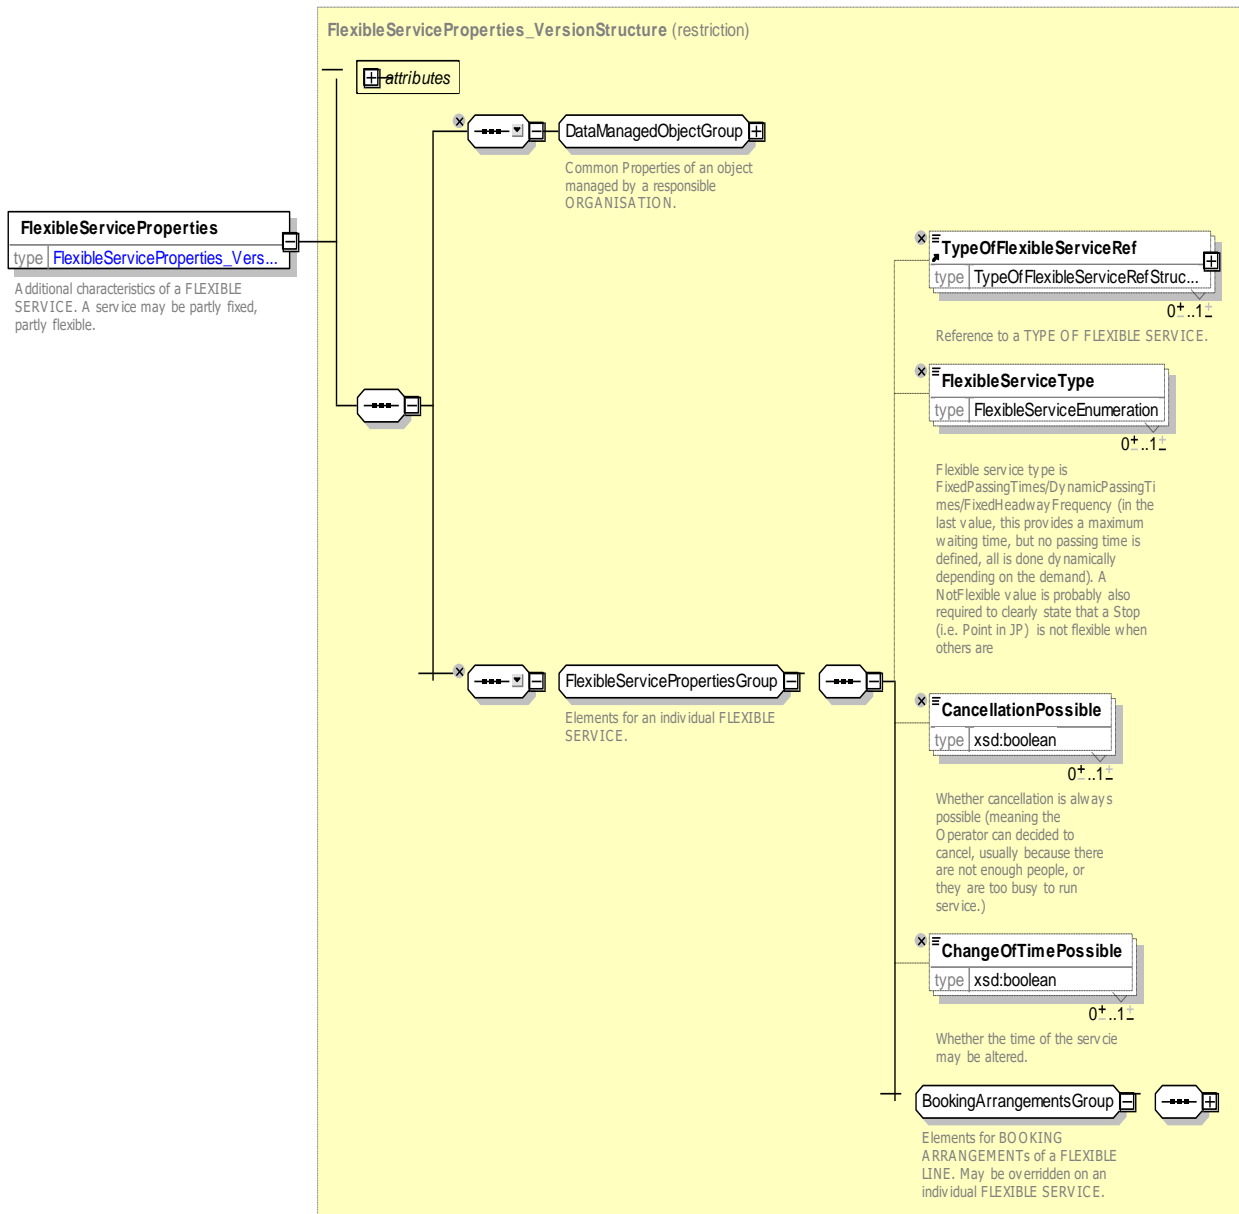 FlexibleServiceProperties_VersionStructure (restriction)
attributes
DataManagedObjectGroup
Common Properties of an object
managed by a responsible
ORGANISATION.
FlexibleServiceProperties
type FlexibleServiceProperties_Vers...
Additional characteristics of a FLEXIBLE
SERVICE. A service may be partly fixed,
partly flexible.
TypeOfFlexibleServiceRef
type TypeOfFlexibleServiceRefStruc...
0..1
Reference to a TYPE OF FLEXIBLE SERVICE.
FlexibleServiceType
type FlexibleServiceEnumeration
0..1
Flexible service type is
FixedPassingTimes/DynamicPassingTi
mes/FixedHeadwayFrequency (in the
last value, this provides a maximum
waiting time, but no passing time is
defined, all is done dynamically
depending on the demand). A
NotFlexible value is probably also
required to clearly state that a Stop
(i.e. Point in JP) is not flexible when
others are
FlexibleServicePropertiesGroup
Elements for an individual FLEXIBLE
SERVICE.
CancellationPossible
type xsd:boolean
0..1
Whether cancellation is always
possible (meaning the
Operator can decided to
cancel, usually because there
are not enough people, or
they are too busy to run
service.)
ChangeOfTimePossible
type xsd:boolean
0..1
Whether the time of the servcie
may be altered.
BookingArrangementsGroup
Elements for BOOKING
ARRANGEMENTs of a FLEXIBLE
LINE. May be overridden on an
individual FLEXIBLE SERVICE.